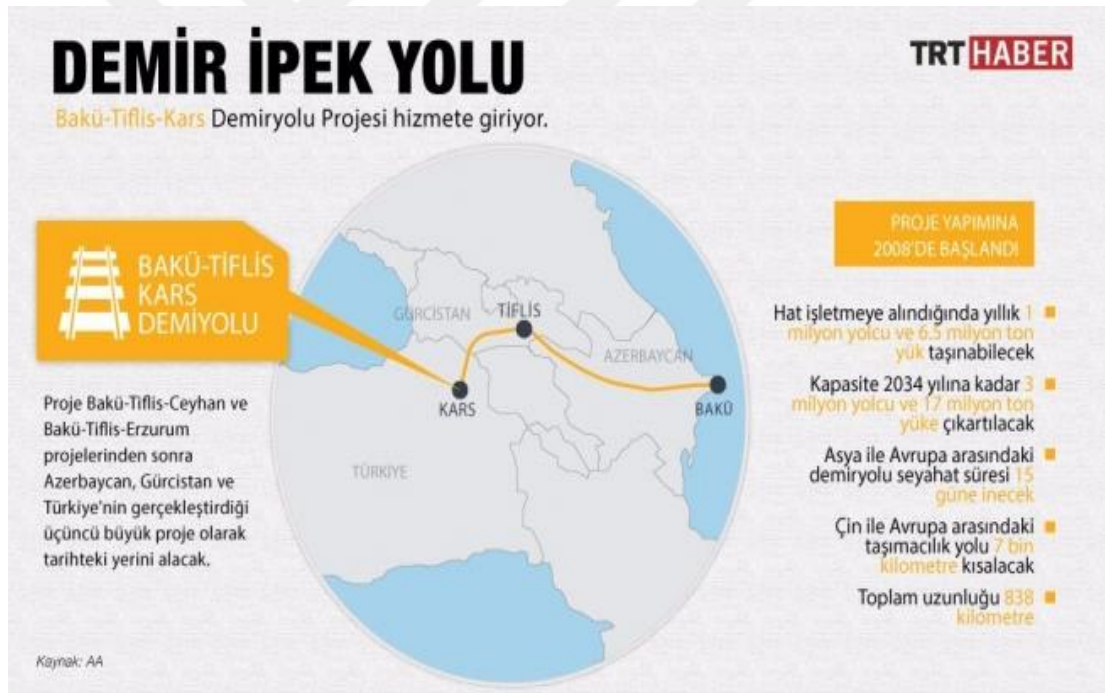 DEMİR İPEK YOLU
TRT HABER
Bakü-Tiflis-Kars Demiryolu Projesi hizmete giriyor.
BAKÜ-TİFLİS
KARS
DEMİYOLU
Proje Bakü-Tiflis-Ceyhan ve
Bakü-Tiflis-Erzurum
projelerinden sonra
Azerbaycan, Gürcistan ve
Türkiye'nin gerçekleştirdiği
üçüncü büyük proje olarak
tarihteki yerini alacak.
Kaynak: AA
GÜRCİSTAN
TİFLİS
AZERBAYCAN
KARS
BAKÜ
TÜRKİYE
PROJE YAPIMINA
2008'DE BAŞLANDI
Hat işletmeye alındığında yıllık 1
milyon yolcu ve 6.5 milyon ton
yük taşınabilecek
Kapasite 2034 yılına kadar 3
milyon yolcu ve 17 milyon ton
yüke çıkartılacak
Asya ile Avrupa arasındaki
demiryolu seyahat süresi 15
güne inecek
Çin ile Avrupa arasındaki
taşımacılık yolu 7 bin
kilometre kısalacak
Toplam uzunluğu 838
kilometre